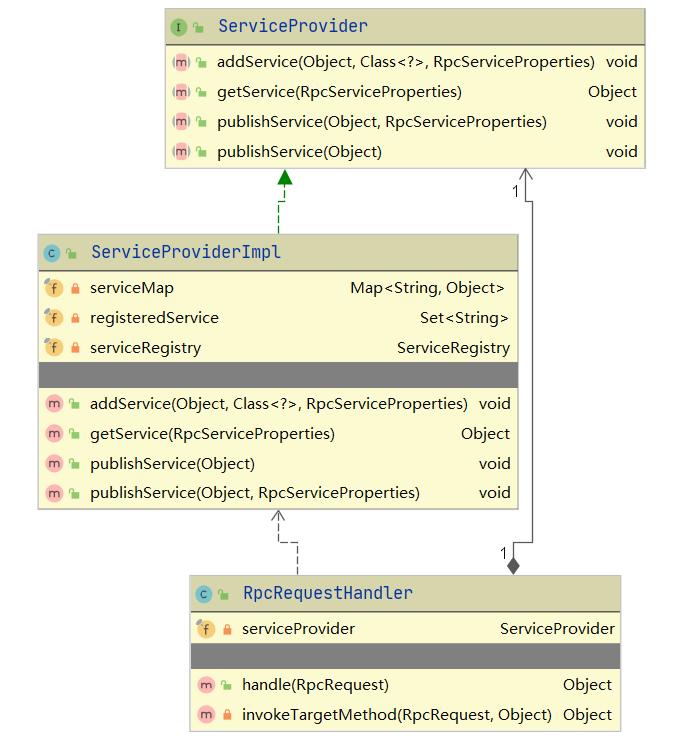 I ServiceProvider
m addService(Object, Class<?>, RpcServiceProperties) void
m getService(RpcServiceProperties) Object
m publishService(Object, RpcServiceProperties) void
m publishService(Object) void
1
C ServiceProviderImpl
f serviceMap Map<String, Object>
f registeredService Set<String>
f serviceRegistry ServiceRegistry
m addService(Object, Class<?>, RpcServiceProperties) void
m getService(RpcServiceProperties) Object
m publishService(Object) void
m publishService(Object, RpcServiceProperties) void
1
C RpcRequestHandler
f serviceProvider ServiceProvider
m handle(RpcRequest) Object
m invokeTargetMethod(RpcRequest, Object) Object